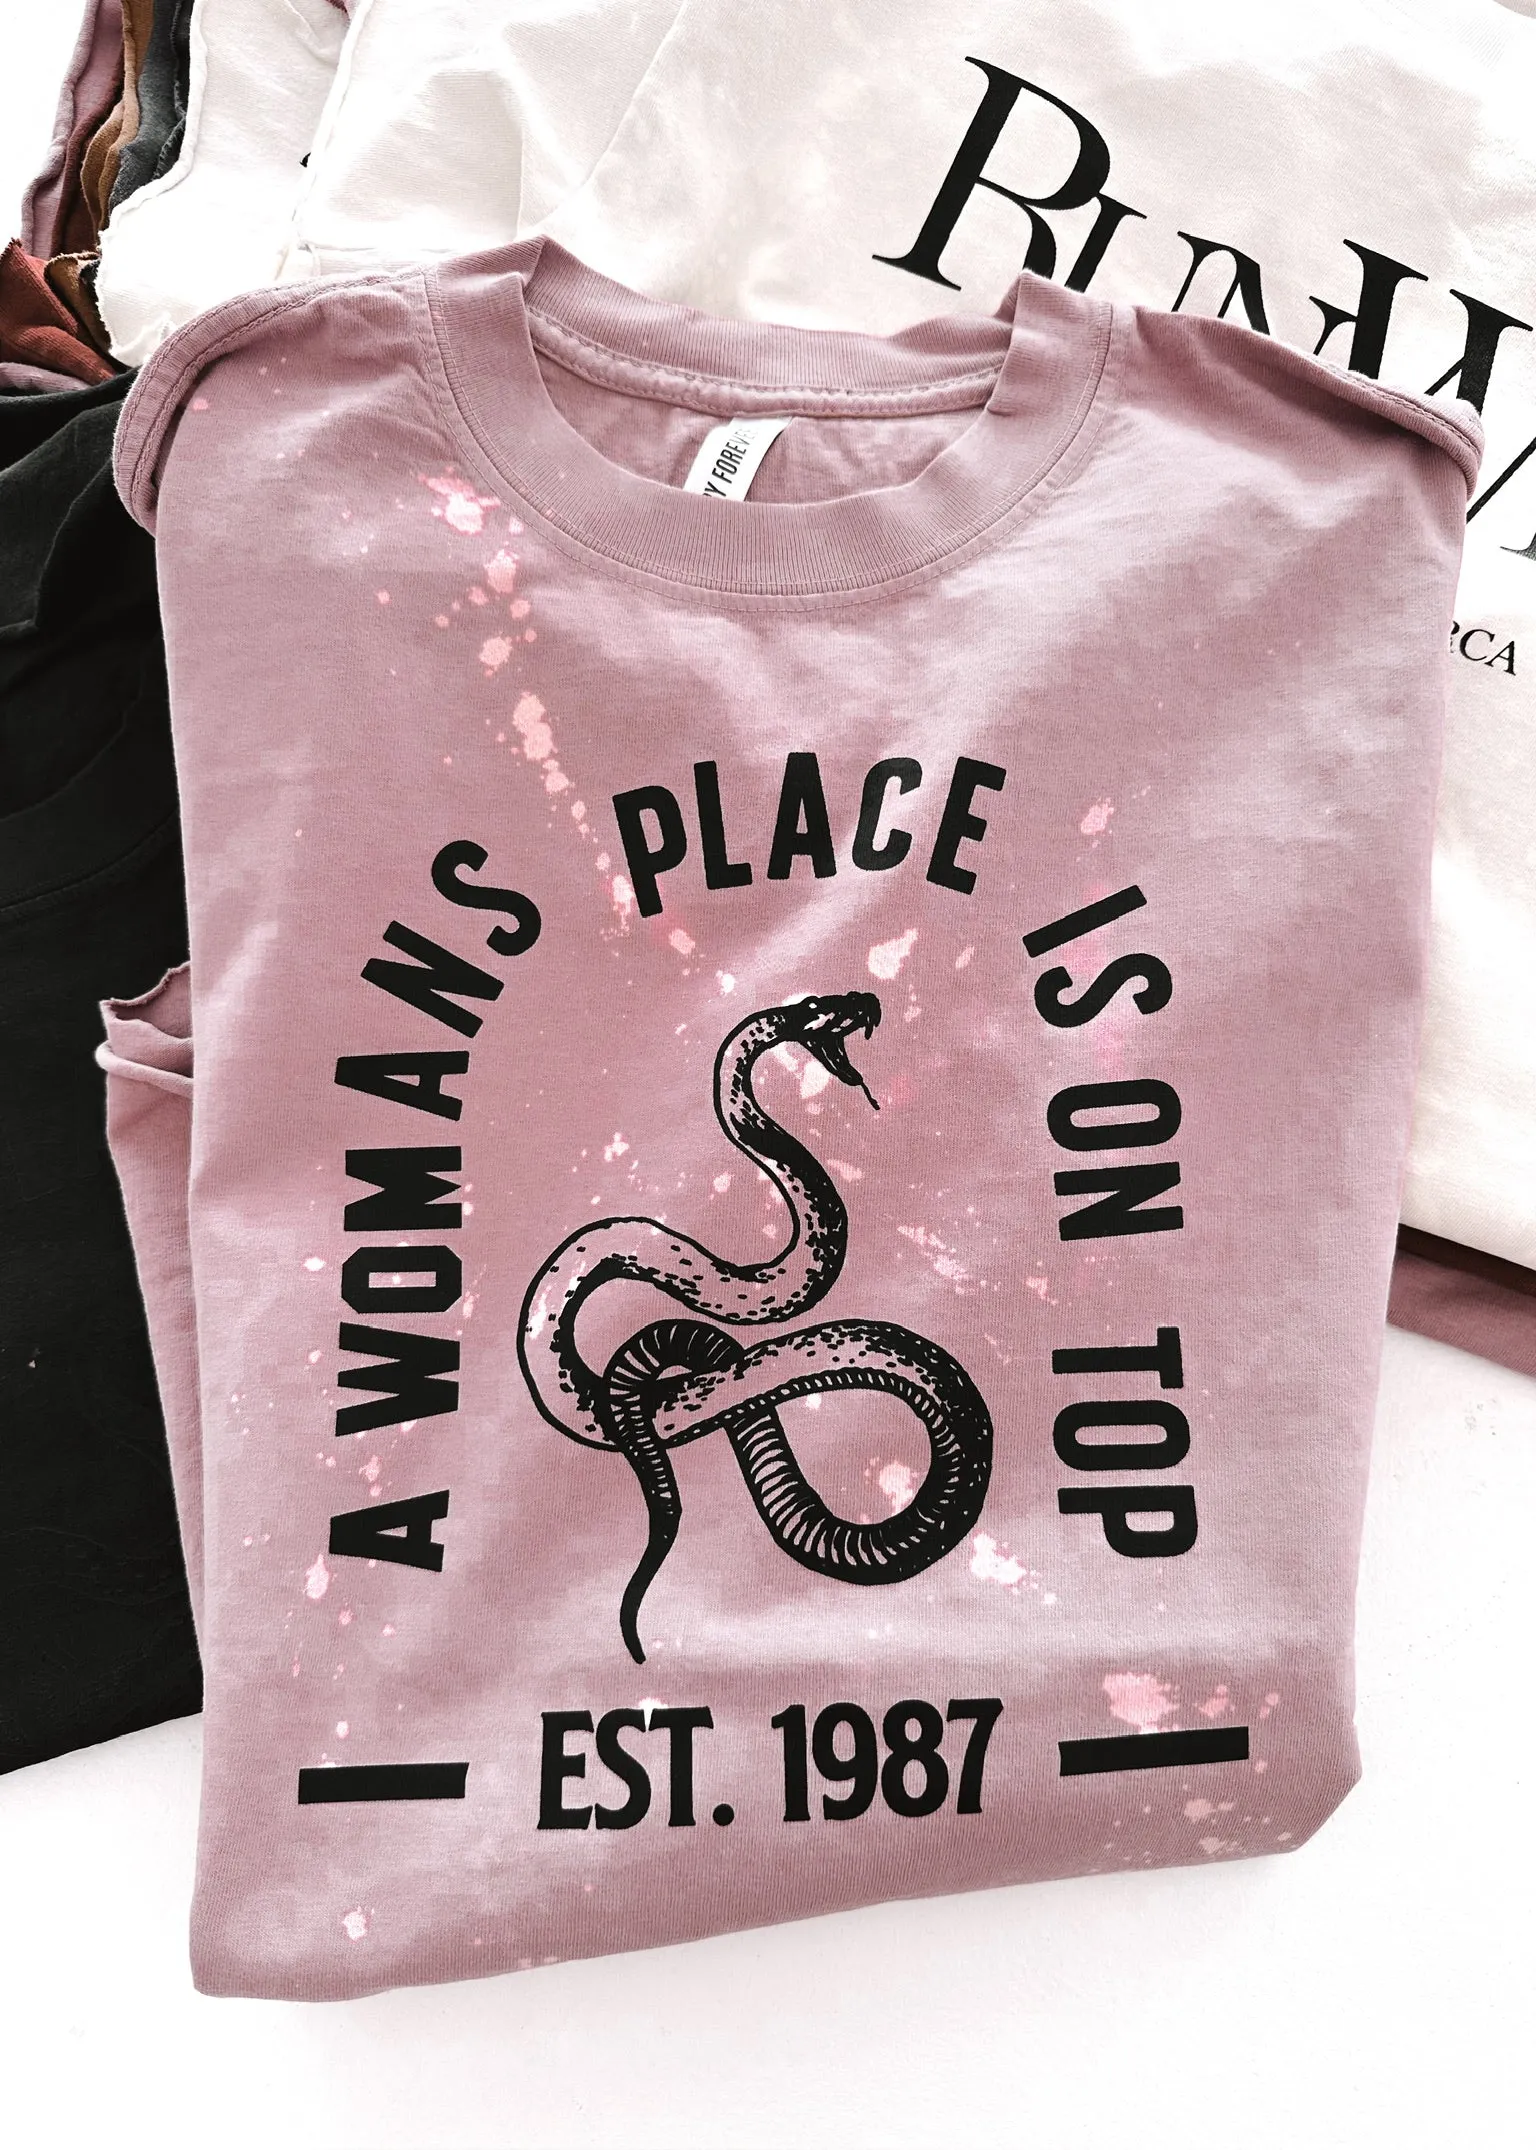 A WOMANS PLACE IS ON TOP
EST. 1987